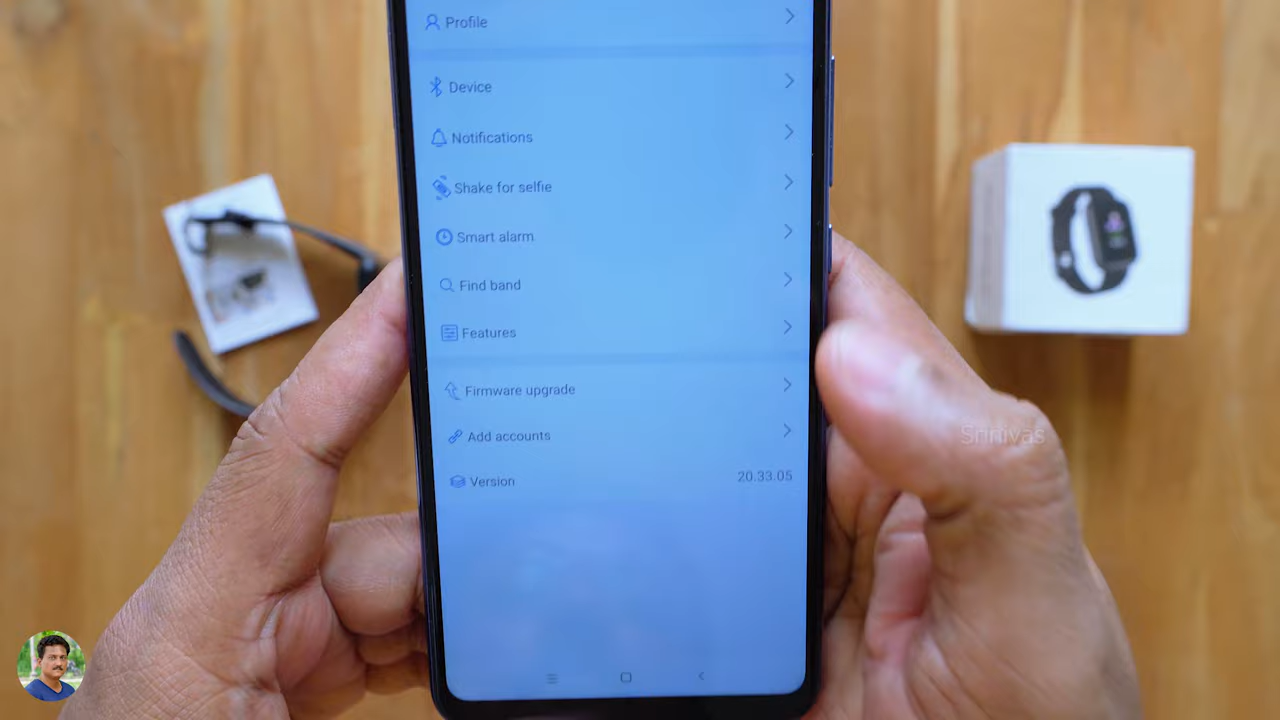 Profile
Device
Notifications
Shake for selfie
Smart alarm
Find band
Features
Firmware upgrade
Add accounts
Version 20.33.05
Srinivas